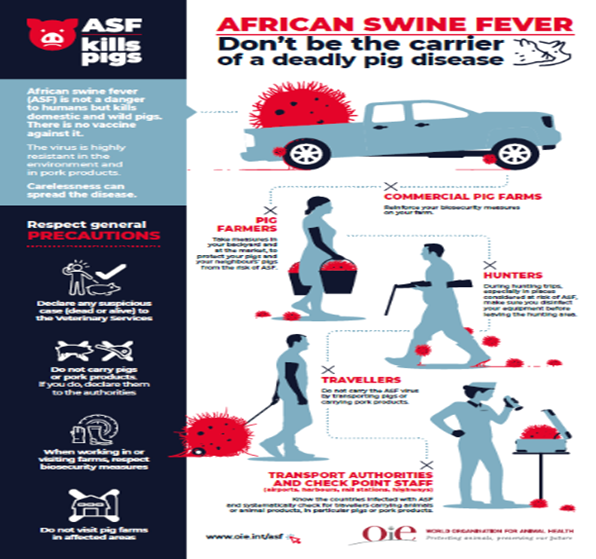 ASF
kills
pigs
African swine fever
(ASF) is not a danger
to humans but kills
domestic and wild pigs.
There is no vaccine
against it.
The virus is highly
resistant in the
environment and
in pork products.
Carelessness can
spread the disease.
Respect general
PRECAUTIONS
Declare any suspicious
case (dead or alive) to
the Veterinary Services
Do not carry pigs
or pork products.
If you do, declare them
to the authorities
When working in or
visiting farms, respect
biosecurity measures
Do not visit pig farms
in affected areas
AFRICAN SWINE FEVER
Don't be the carrier
of a deadly pig disease
COMMERCIAL PIG FARMS
Reinforce your biosecurity measures
on your farm.
PIG
FARMERS
Take measures in
your backyard and
at the market, to
protect your pigs and
your neighbours' pigs
from the risk of ASF.
HUNTERS
During hunting trips,
especially in places
considered at risk of ASF,
make sure you disinfect
your equipment before
leaving the hunting area.
TRAVELLERS
Do not carry the ASF virus
by transporting pigs or
carrying pork products.
TRANSPORT AUTHORITIES
AND CHECK POINT STAFF
(airports, harbours, rail stations, highways)
Know the countries infected with ASF
and systematically check for travellers carrying animals
or animal products, in particular pigs or pork products.
www.oie.int/asf
Oie
WORLD ORGANISATION FOR ANIMAL HEALTH
Protecting animals, preserving our future